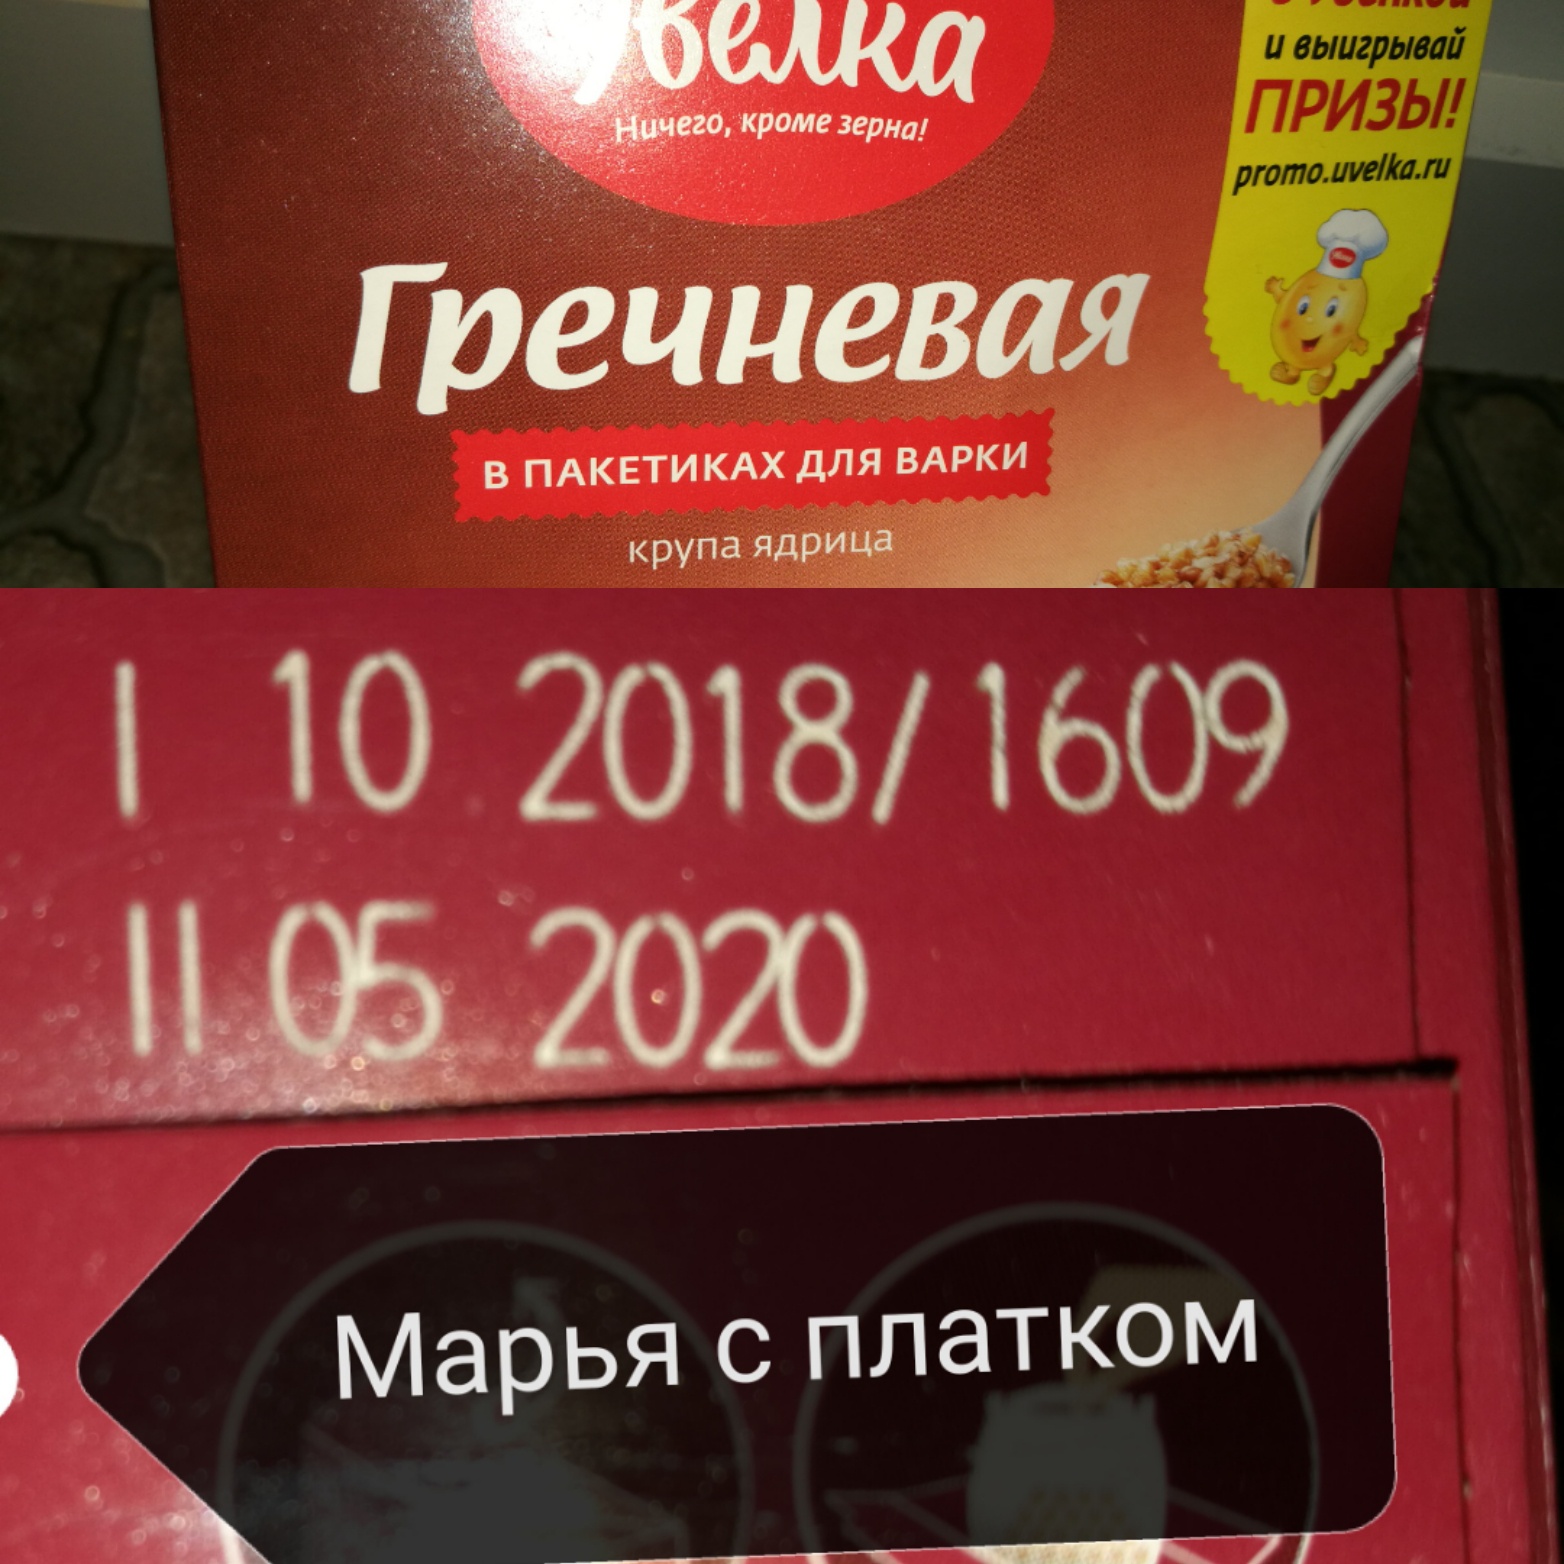 Увелка
Ничего, кроме зерна!
и выигрывай
ПРИЗЫ!
promo.uvelka.ru
Гречневая
В ПАКЕТИКАХ ДЛЯ ВАРКИ
крупа ядрица
I 10 2018/1609
II 05 2020
Марья с платком